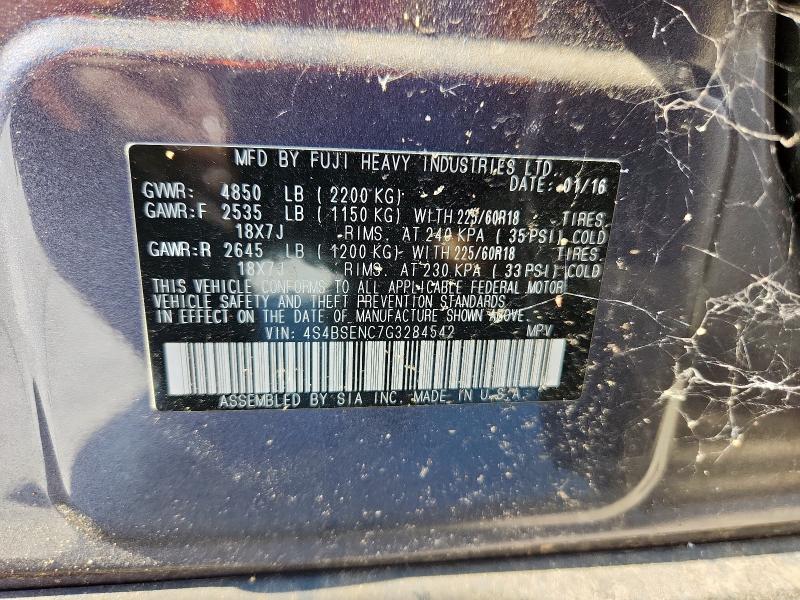 MFD BY FUJI HEAVY INDUSTRIES LTD.
DATE: 01/16
GVWR: 4850 LB (2200 KG)
GAWR:F 2535 LB (1150 KG) WITH 225/60R18 TIRES,
18X7J RIMS. AT 240 KPA (35 PSI) COLD
GAWR:R 2645 LB (1200 KG) WITH 225/60R18 TIRES.
18X7J RIMS. AT 230 KPA (33 PSI) COLD
THIS VEHICLE CONFORMS TO ALL APPLICABLE FEDERAL MOTOR
VEHICLE SAFETY AND THEFT PREVENTION STANDARDS
IN EFFECT ON THE DATE OF MANUFACTURE SHOWN ABOVE.
VIN: 4S4BSENC7G3284542 MPV
ASSEMBLED BY SIA INC. MADE IN U.S.A.